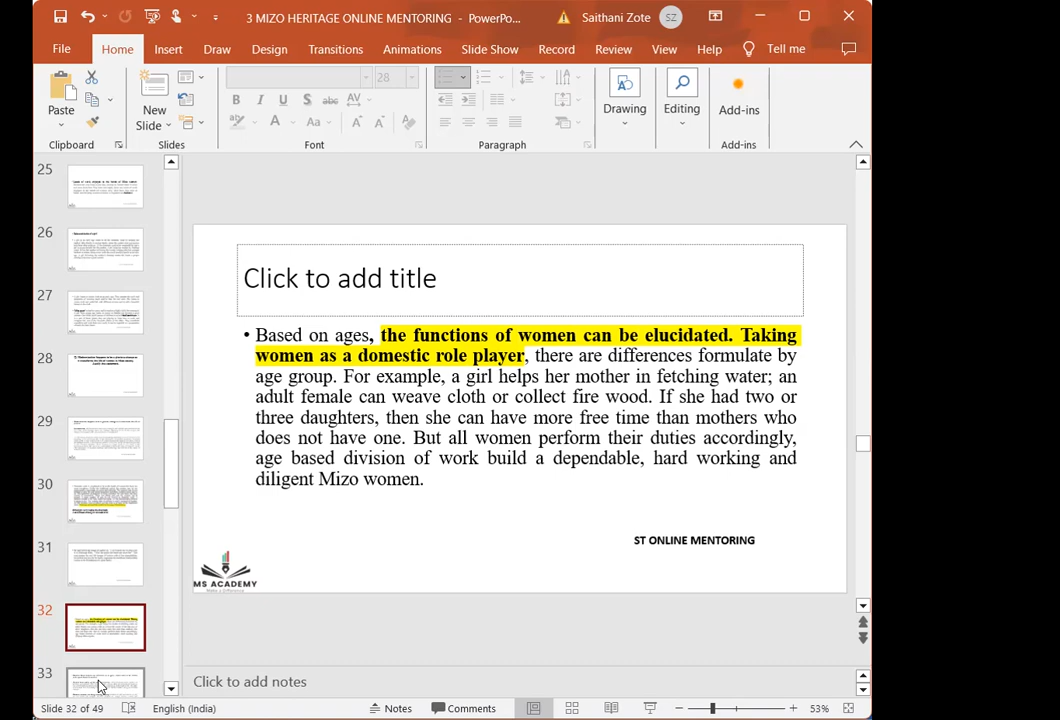 3 MIZO HERITAGE ONLINE MENTORING - PowerPo...
Saithani Zote
SZ
File Home Insert Draw Design Transitions Animations Slide Show Record Review View Help Tell me
Paste
New Slide
28
B I U S abc AV
A Aa A A
Drawing
Editing
Add-ins
Clipboard Slides Font Paragraph Add-ins
25
26
27
28
29
30
31
32
33
Click to add title
• Based on ages, the functions of women can be elucidated. Taking
women as a domestic role player, there are differences formulate by
age group. For example, a girl helps her mother in fetching water; an
adult female can weave cloth or collect fire wood. If she had two or
three daughters, then she can have more free time than mothers who
does not have one. But all women perform their duties accordingly,
age based division of work build a dependable, hard working and
diligent Mizo women.
ST ONLINE MENTORING
MS ACADEMY
Make a Difference
Click to add notes
Slide 32 of 49 English (India) Notes Comments 53%